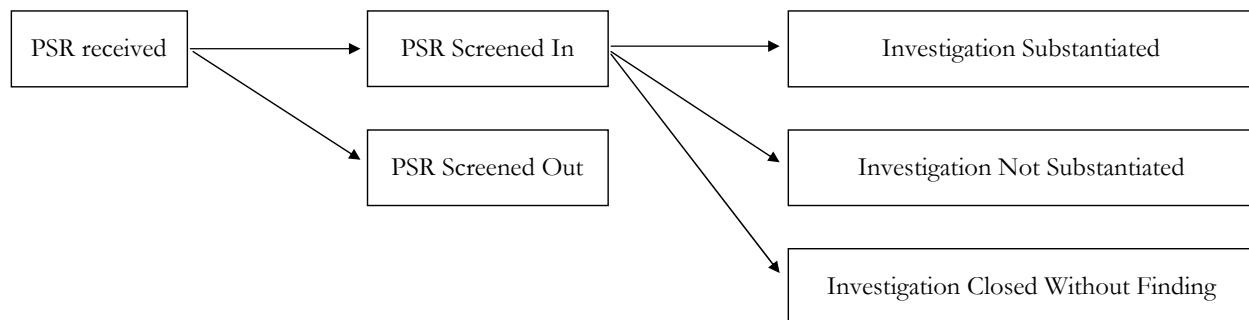 PSR received
PSR Screened In
Investigation Substantiated
PSR Screened Out
Investigation Not Substantiated
Investigation Closed Without Finding